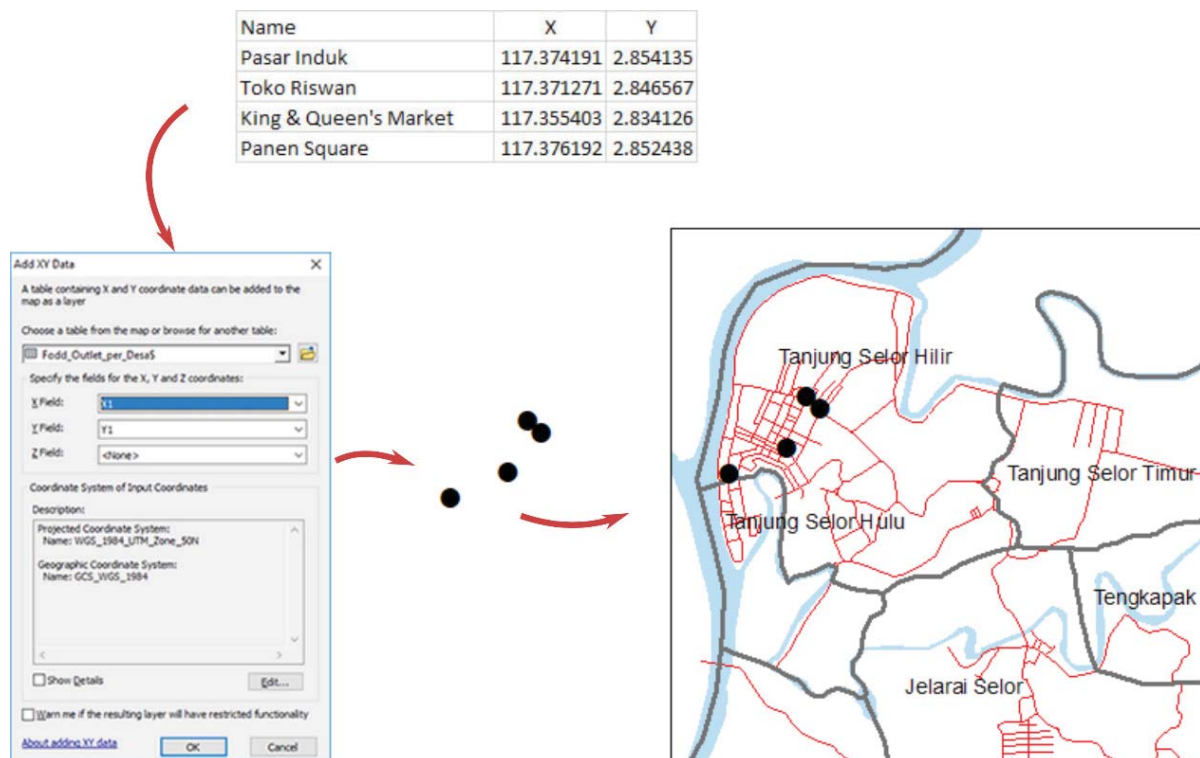 Name X Y
Pasar Induk 117.374191 2.854135
Toko Riswan 117.371271 2.846567
King & Queen's Market 117.355403 2.834126
Panen Square 117.376192 2.852438
Add XY Data
A table containing X and Y coordinate data can be added to the
map as a layer
Choose a table from the map or browse for another table:
Fodd_Outlet_per_Desa$
Specify the fields for the X, Y and Z coordinates:
X Field: X1
Y Field: Y1
Z Field: <None>
Coordinate System of Input Coordinates
Description:
Projected Coordinate System:
Name: WGS_1984_UTM_Zone_50N
Geographic Coordinate System:
Name: GCS_WGS_1984
Show Details Edit...
Warn me if the resulting layer will have restricted functionality
About adding XY data OK Cancel
Tanjung Selor Hilir
Tanjung Selor Timur
Tanjung Selor Hulu
Tengkapak
Jelarai Selor